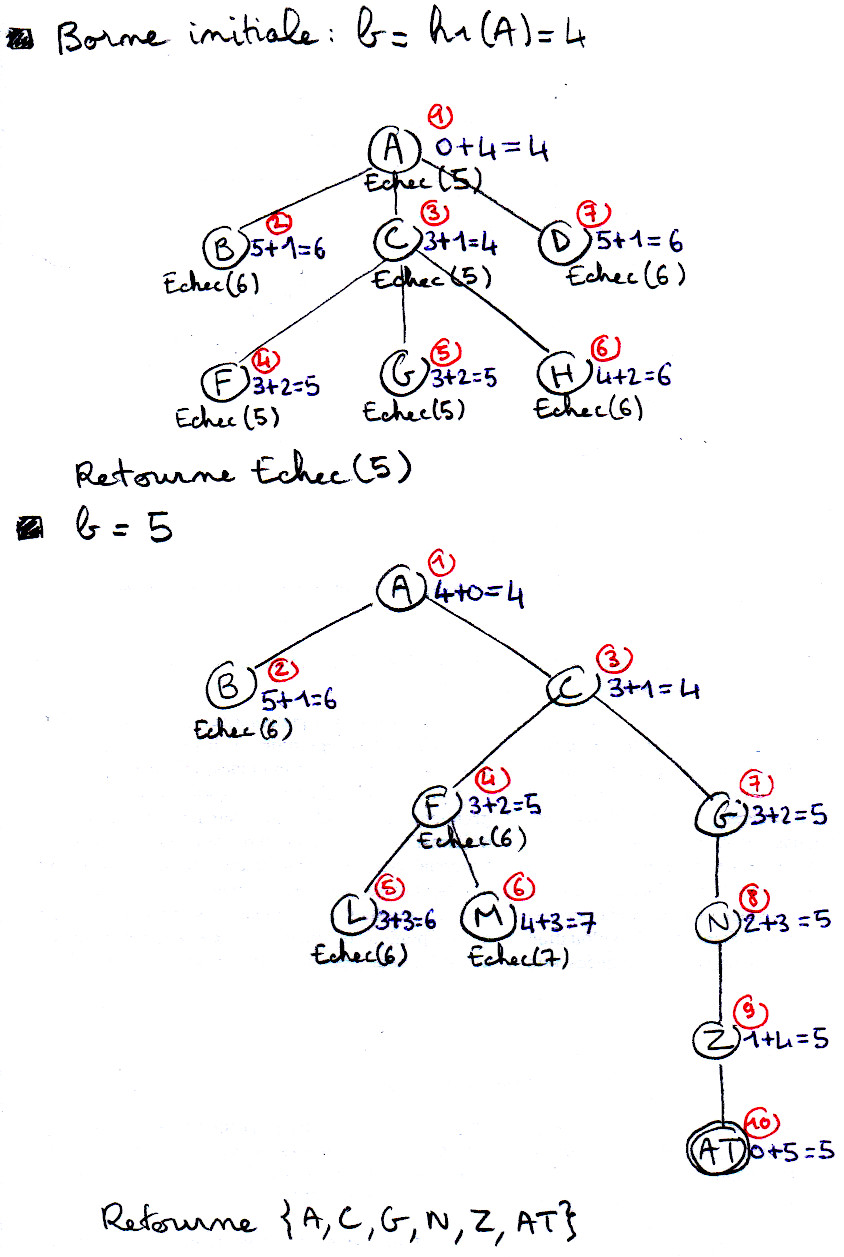 Borne initiale : b = h1(A) = 4
1
A 0+4=4
Echec(5)
2 3 7
B 5+1=6 C 3+1=4 D 5+1=6
Echec(6) Echec(5) Echec(6)
4 5 6
F 3+2=5 G 3+2=5 H 4+2=6
Echec(5) Echec(5) Echec(6)
Retourne Echec(5)
b = 5
1
A 4+0=4
2 3
B 5+1=6 C 3+1=4
Echec(6)
4 7
F 3+2=5 G 3+2=5
Echec(6)
5 6 8
L 3+3=6 M 4+3=7 N 2+3=5
Echec(6) Echec(7)
9
Z 1+4=5
10
AT 0+5=5
Retourne {A, C, G, N, Z, AT}